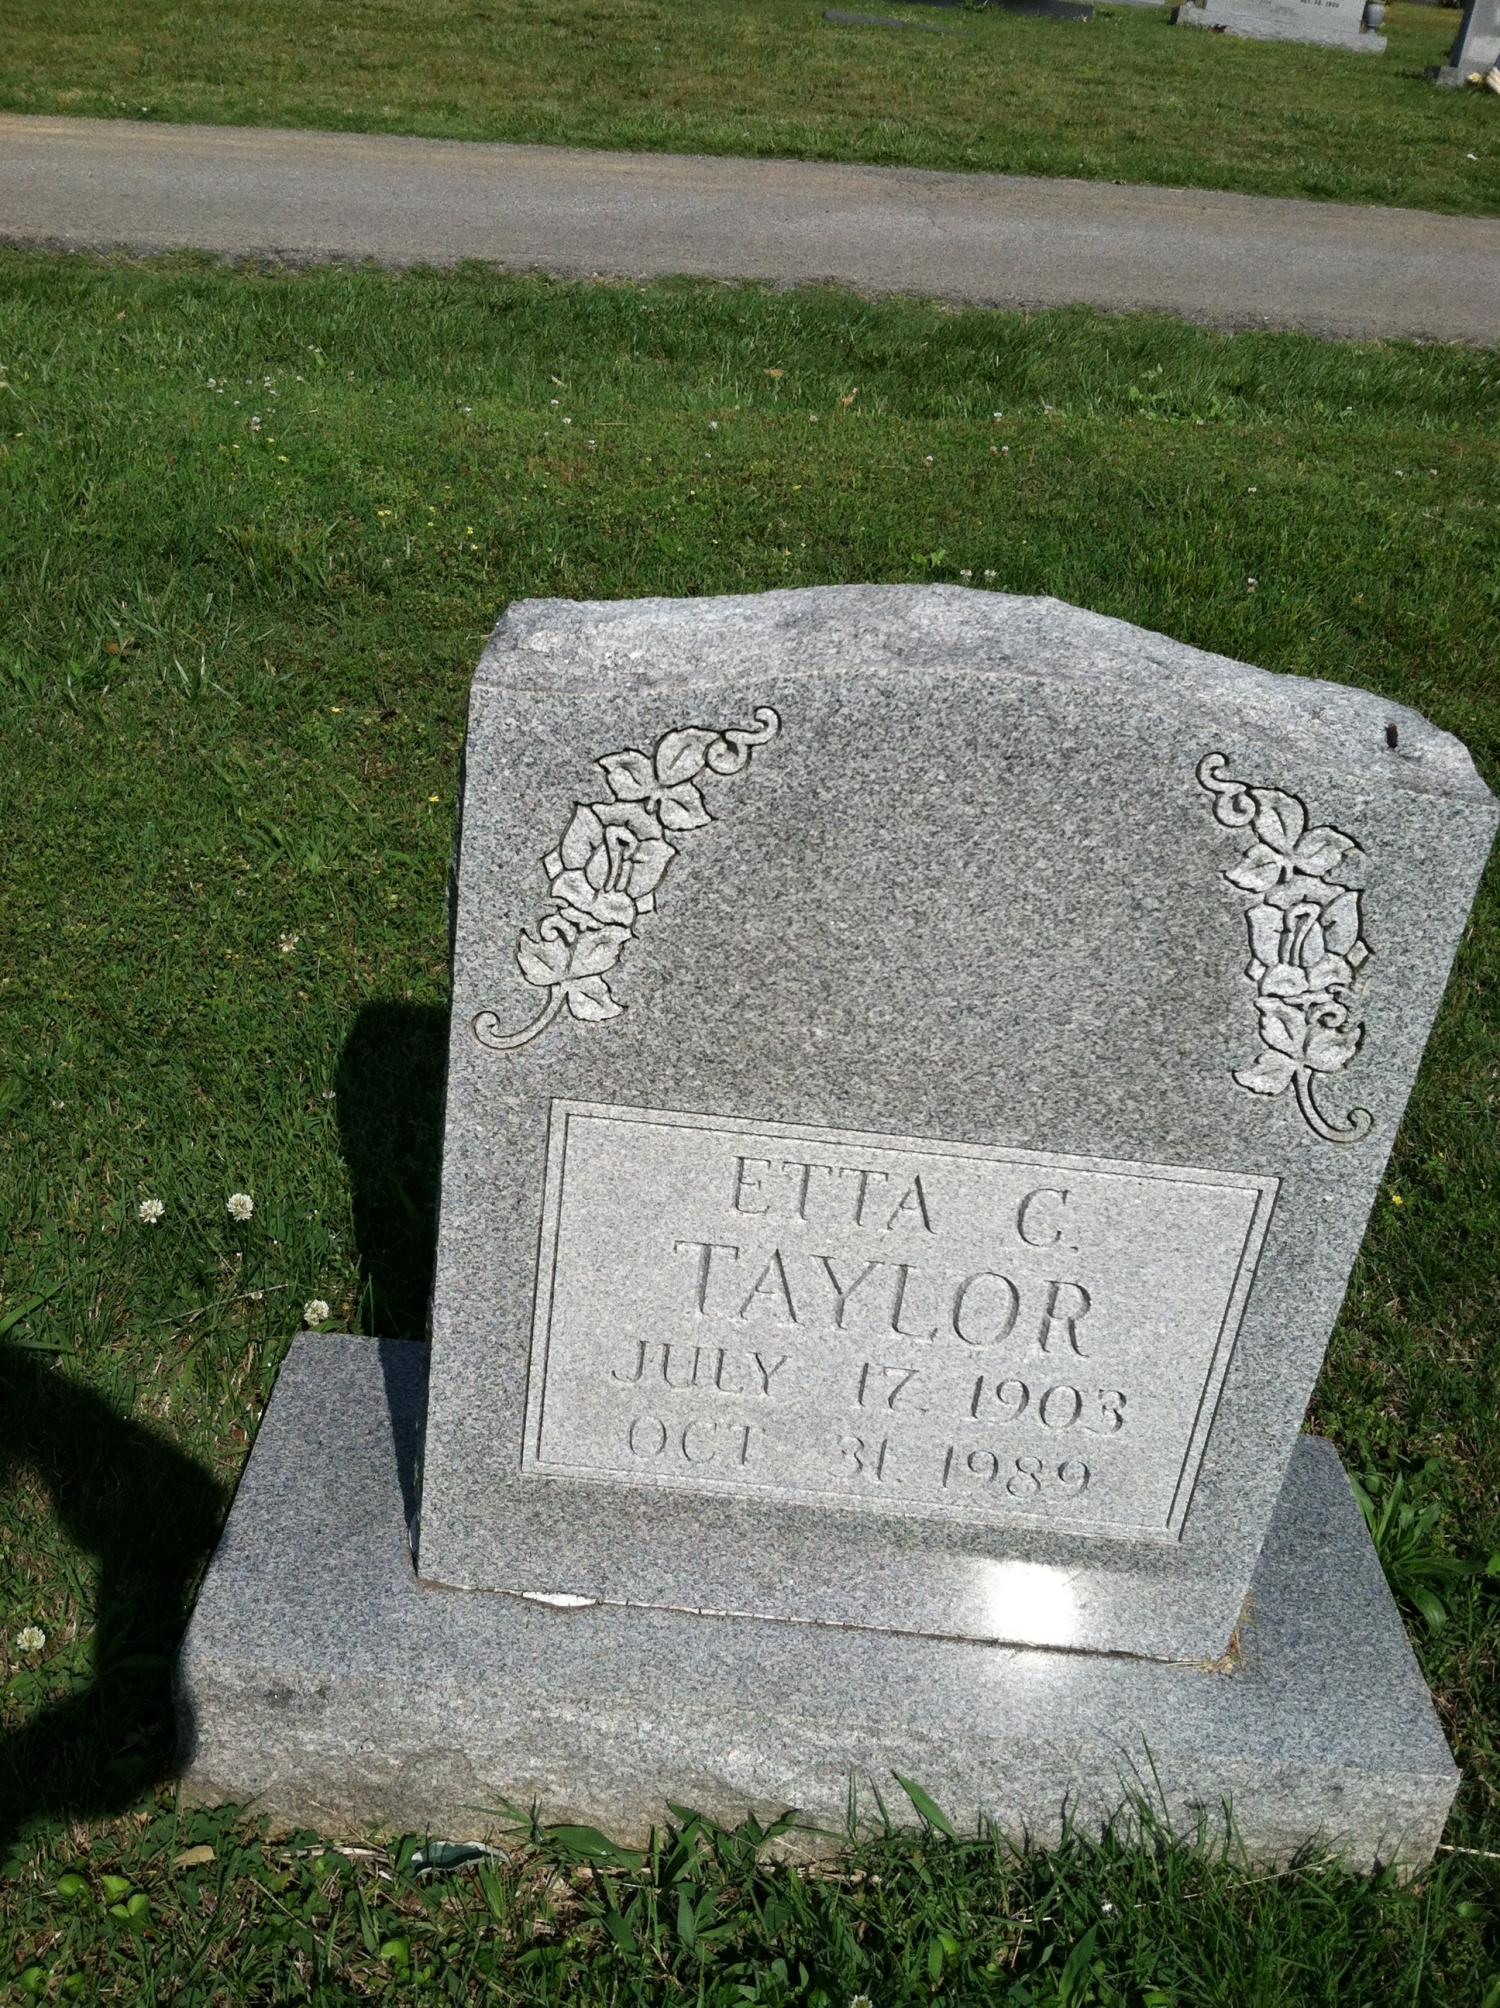 ETTA C.
TAYLOR
JULY 17, 1903
OCT 31, 1989